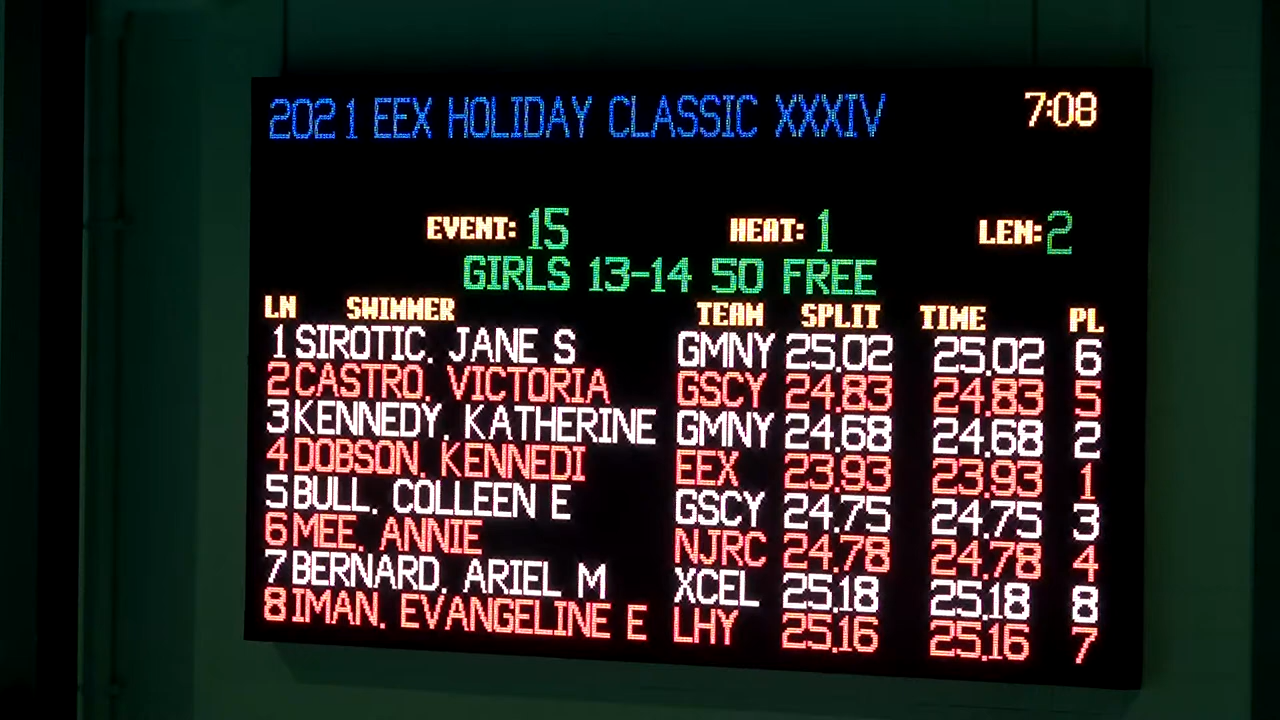 2021 EEX HOLIDAY CLASSIC XXXIV 7:08
EVENT: 15 HEAT: 1 LEN: 2
GIRLS 13-14 50 FREE
LN SWIMMER TEAM SPLIT TIME PL
1 SIROTIC, JANE S GMNY 25.02 25.02 6
2 CASTRO, VICTORIA GSCY 24.83 24.83 5
3 KENNEDY, KATHERINE GMNY 24.68 24.68 2
4 DOBSON, KENNEDI EEX 23.93 23.93 1
5 BULL, COLLEEN E GSCY 24.75 24.75 3
6 MEE, ANNIE NJRC 24.78 24.78 4
7 BERNARD, ARIEL M XCEL 25.18 25.18 8
8 IMAN, EVANGELINE E LHY 25.16 25.16 7